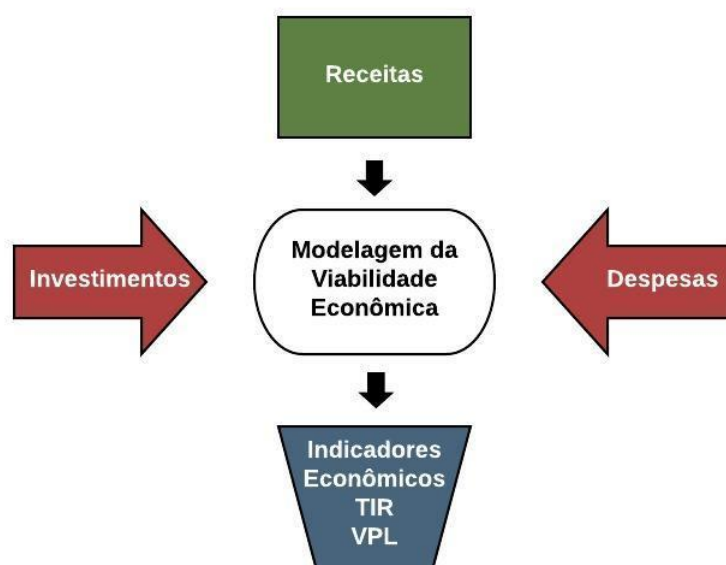 Receitas
Investimentos
Modelagem da
Viabilidade
Econômica
Despesas
Indicadores
Econômicos
TIR
VPL